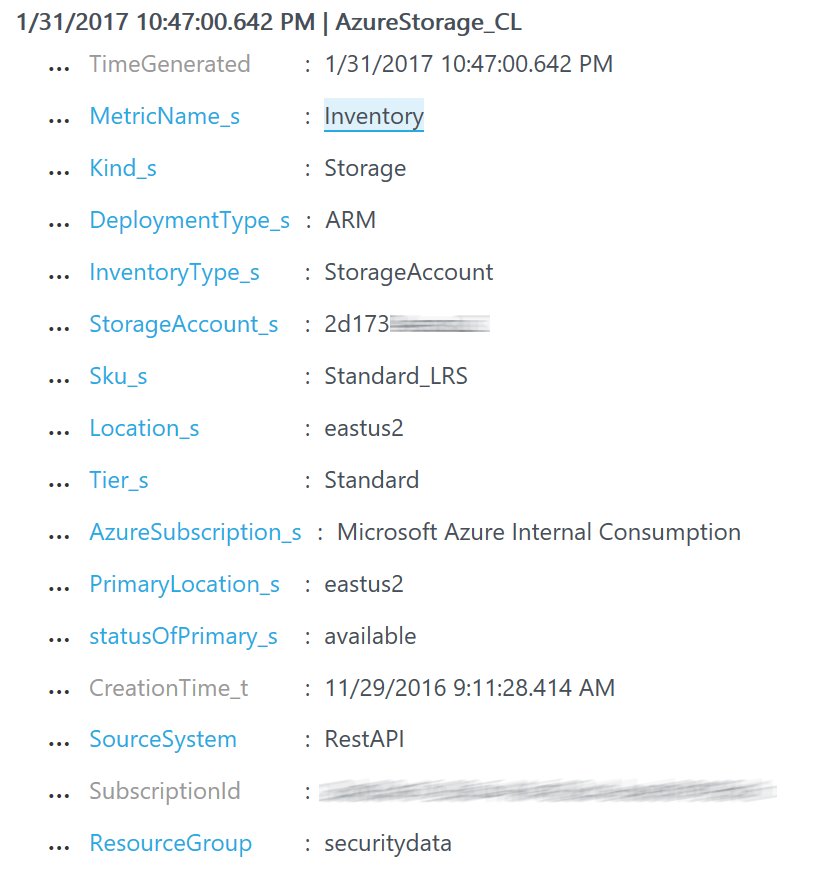 1/31/2017 10:47:00.642 PM | AzureStorage_CL
... TimeGenerated : 1/31/2017 10:47:00.642 PM
... MetricName_s : Inventory
... Kind_s : Storage
... DeploymentType_s : ARM
... InventoryType_s : StorageAccount
... StorageAccount_s : 2d173
... Sku_s : Standard_LRS
... Location_s : eastus2
... Tier_s : Standard
... AzureSubscription_s : Microsoft Azure Internal Consumption
... PrimaryLocation_s : eastus2
... statusOfPrimary_s : available
... CreationTime_t : 11/29/2016 9:11:28.414 AM
... SourceSystem : RestAPI
... SubscriptionId :
... ResourceGroup : securitydata